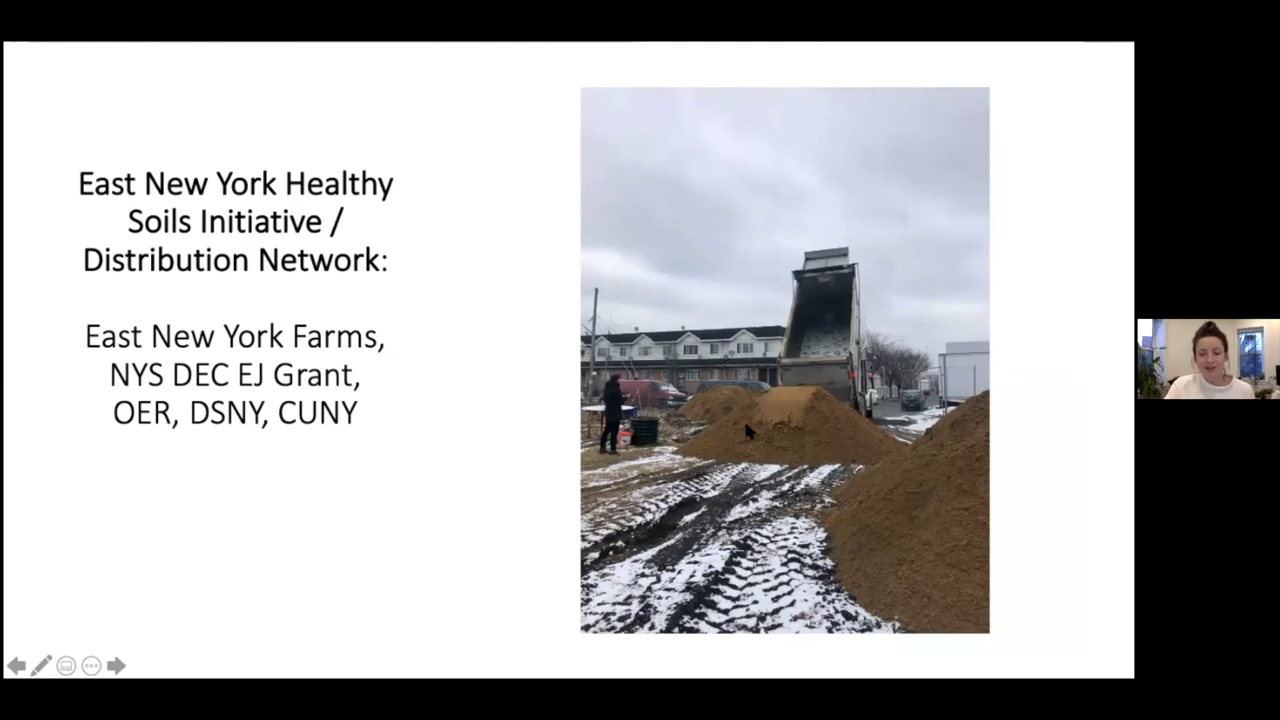 East New York Healthy
Soils Initiative /
Distribution Network:
East New York Farms,
NYS DEC EJ Grant,
OER, DSNY, CUNY